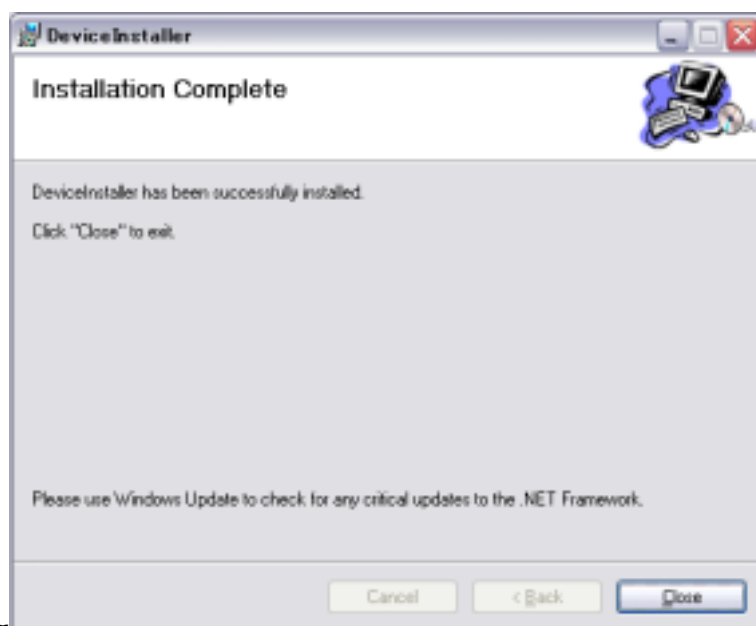 DeviceInstaller
Installation Complete
DeviceInstaller has been successfully installed.
Click "Close" to exit.
Please use Windows Update to check for any critical updates to the .NET Framework.
Cancel
< Back
Close